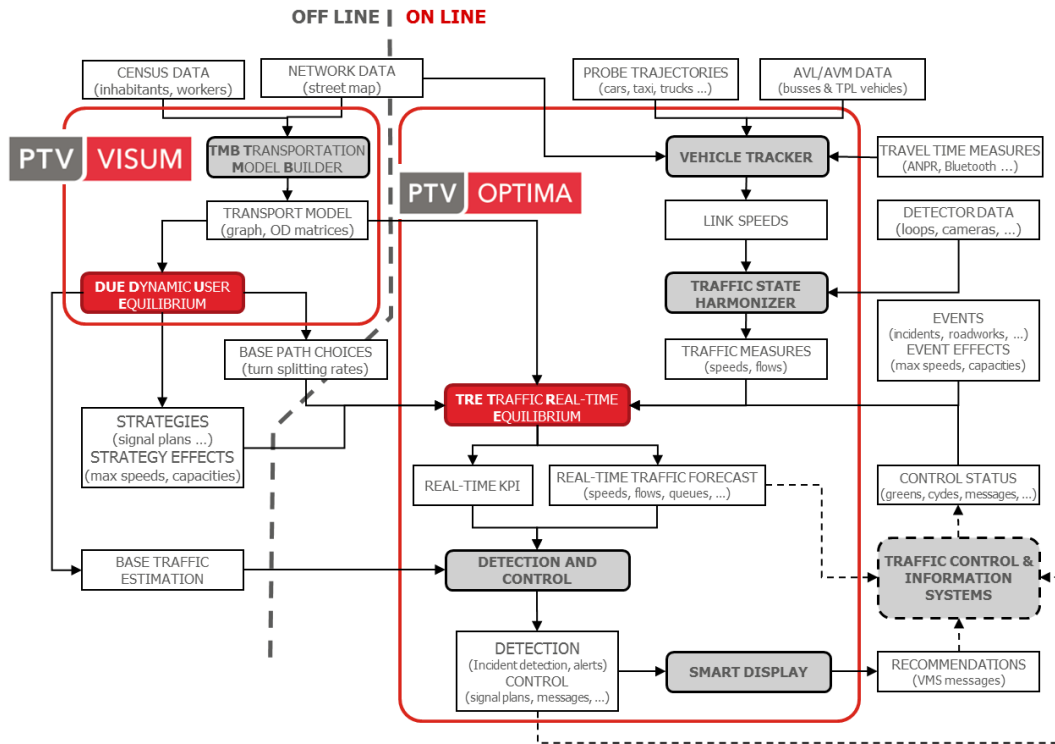 OFF LINE ON LINE
CENSUS DATA
(inhabitants, workers)
NETWORK DATA
(street map)
PROBE TRAJECTORIES
(cars, taxi, trucks ...)
AVL/AVM DATA
(busses & TPL vehicles)
PTV VISUM
TMB TRANSPORTATION
MODEL BUILDER
VEHICLE TRACKER
TRAVEL TIME MEASURES
(ANPR, Bluetooth ...)
PTV OPTIMA
TRANSPORT MODEL
(graph, OD matrices)
LINK SPEEDS
DETECTOR DATA
(loops, cameras, ...)
DUE DYNAMIC USER
EQUILIBRIUM
TRAFFIC STATE
HARMONIZER
EVENTS
(incidents, roadworks, ...)
EVENT EFFECTS
(max speeds, capacities)
BASE PATH CHOICES
(turn splitting rates)
TRAFFIC MEASURES
(speeds, flows)
TRE TRAFFIC REAL-TIME
EQUILIBRIUM
STRATEGIES
(signal plans ...)
STRATEGY EFFECTS
(max speeds, capacities)
REAL-TIME KPI
REAL-TIME TRAFFIC FORECAST
(speeds, flows, queues, ...)
CONTROL STATUS
(greens, cycles, messages, ...)
BASE TRAFFIC
ESTIMATION
DETECTION AND
CONTROL
TRAFFIC CONTROL &
INFORMATION
SYSTEMS
DETECTION
(Incident detection, alerts)
CONTROL
(signal plans, messages, ...)
SMART DISPLAY
RECOMMENDATIONS
(VMS messages)